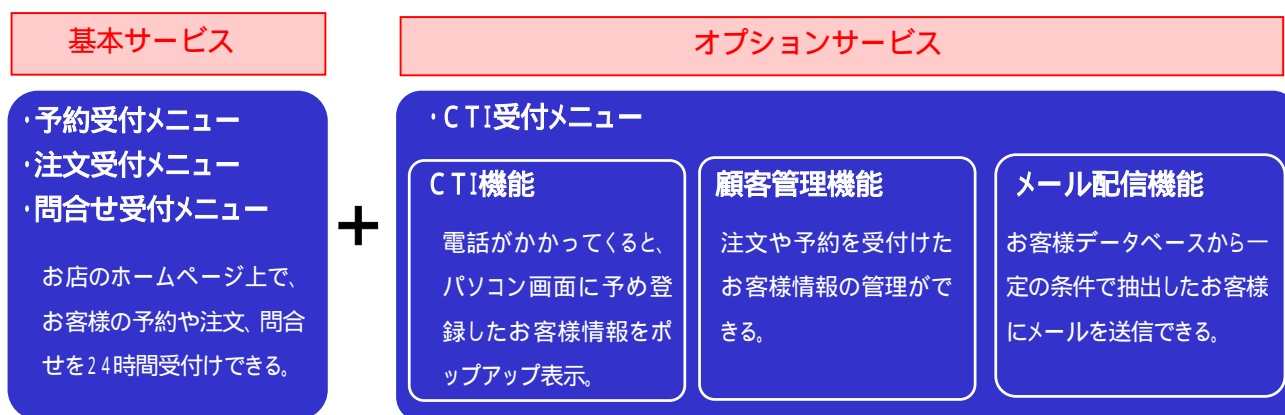 基本サービス
オプションサービス
・予約受付メニュー
・注文受付メニュー
・問合せ受付メニュー
お店のホームページ上で、
お客様の予約や注文、問合
せを24時間受付けできる。
+
・CTI受付メニュー
CTI機能
電話がかかってくると、
パソコン画面に予め登
録したお客様情報をポ
ップアップ表示。
顧客管理機能
注文や予約を受付けた
お客様情報の管理がで
きる。
メール配信機能
お客様データベースから一
定の条件で抽出したお客様
にメールを送信できる。